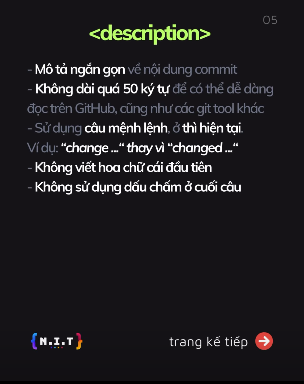 05
<description>
- Mô tả ngắn gọn về nội dung commit
- Không dài quá 50 ký tự để có thể dễ dàng
đọc trên GitHub, cũng như các git tool khác
- Sử dụng câu mệnh lệnh, ở thì hiện tại.
Ví dụ: “change ...“ thay vì “changed ...“
- Không viết hoa chữ cái đầu tiên
- Không sử dụng dấu chấm ở cuối câu
{N.I.T}
trang kế tiếp